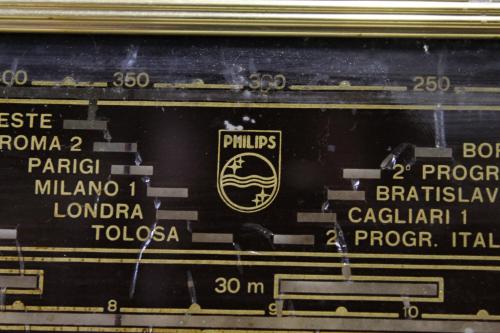 400 350 300 250
ESTE
ROMA 2
PARIGI
MILANO 1
LONDRA
TOLOSA
PHILIPS
BOR
2° PROGR
BRATISLAV
CAGLIARI 1
2 PROGR. ITAL
30 m
8 9 10